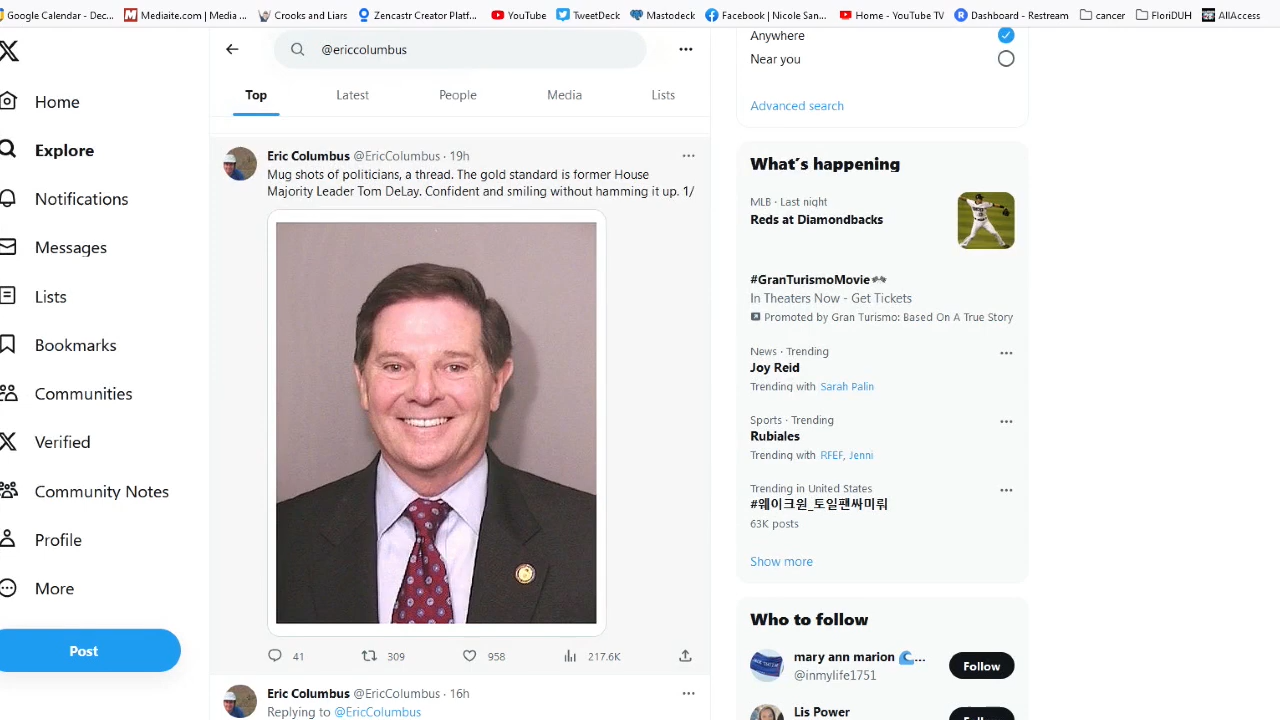 Google Calendar - Dec...
Mediaite.com | Media ...
Crooks and Liars
Zencastr Creator Platf...
YouTube
TweetDeck
Mastodeck
Facebook | Nicole San...
Home - YouTube TV
Dashboard - Restream
cancer
FloriDUH
AllAccess
@ericcolumbus
Top
Latest
People
Media
Lists
Home
Explore
Notifications
Messages
Lists
Bookmarks
Communities
Verified
Community Notes
Profile
More
Post
Eric Columbus @EricColumbus · 19h
Mug shots of politicians, a thread. The gold standard is former House
Majority Leader Tom DeLay. Confident and smiling without hamming it up. 1/
41
309
958
217.6K
Eric Columbus @EricColumbus · 16h
Replying to @EricColumbus
Anywhere
Near you
Advanced search
What's happening
MLB · Last night
Reds at Diamondbacks
#GranTurismoMovie
In Theaters Now - Get Tickets
Promoted by Gran Turismo: Based On A True Story
News · Trending
Joy Reid
Trending with Sarah Palin
Sports · Trending
Rubiales
Trending with RFEF, Jenni
Trending in United States
#웨이크원_토일팬싸미뤄
63K posts
Show more
Who to follow
mary ann marion 🌊...
@inmylife1751
Follow
Lis Power
Follow